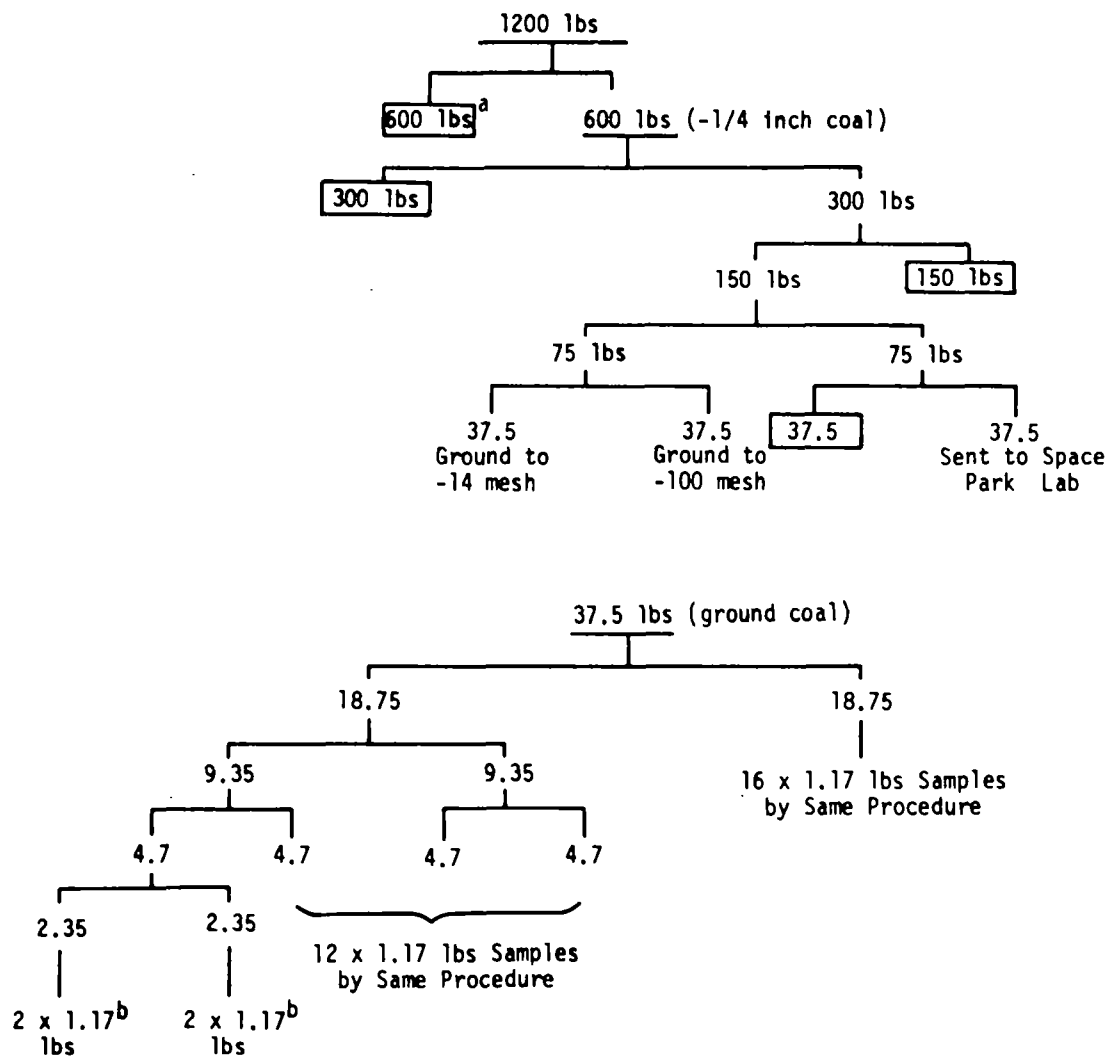 1200 lbs
600 lbs a
600 lbs (-1/4 inch coal)
300 lbs
300 lbs
150 lbs
150 lbs
75 lbs
75 lbs
37.5
Ground to
-14 mesh
37.5
Ground to
-100 mesh
37.5
37.5
Sent to Space
Park Lab
37.5 lbs (ground coal)
18.75
18.75
9.35
9.35
16 x 1.17 lbs Samples
by Same Procedure
4.7
4.7
4.7
4.7
2.35
2.35
12 x 1.17 lbs Samples
by Same Procedure
2 x 1.17b
lbs
2 x 1.17b
lbs